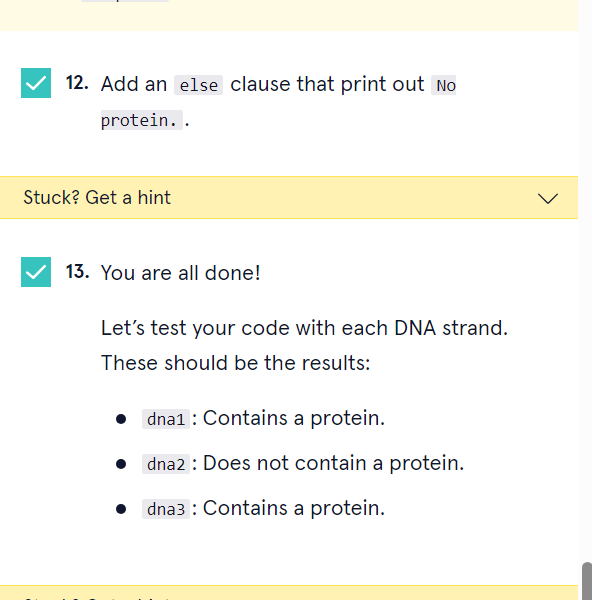 12. Add an else clause that print out No
protein. .
Stuck? Get a hint
13. You are all done!
Let’s test your code with each DNA strand.
These should be the results:
dna1 : Contains a protein.
dna2 : Does not contain a protein.
dna3 : Contains a protein.